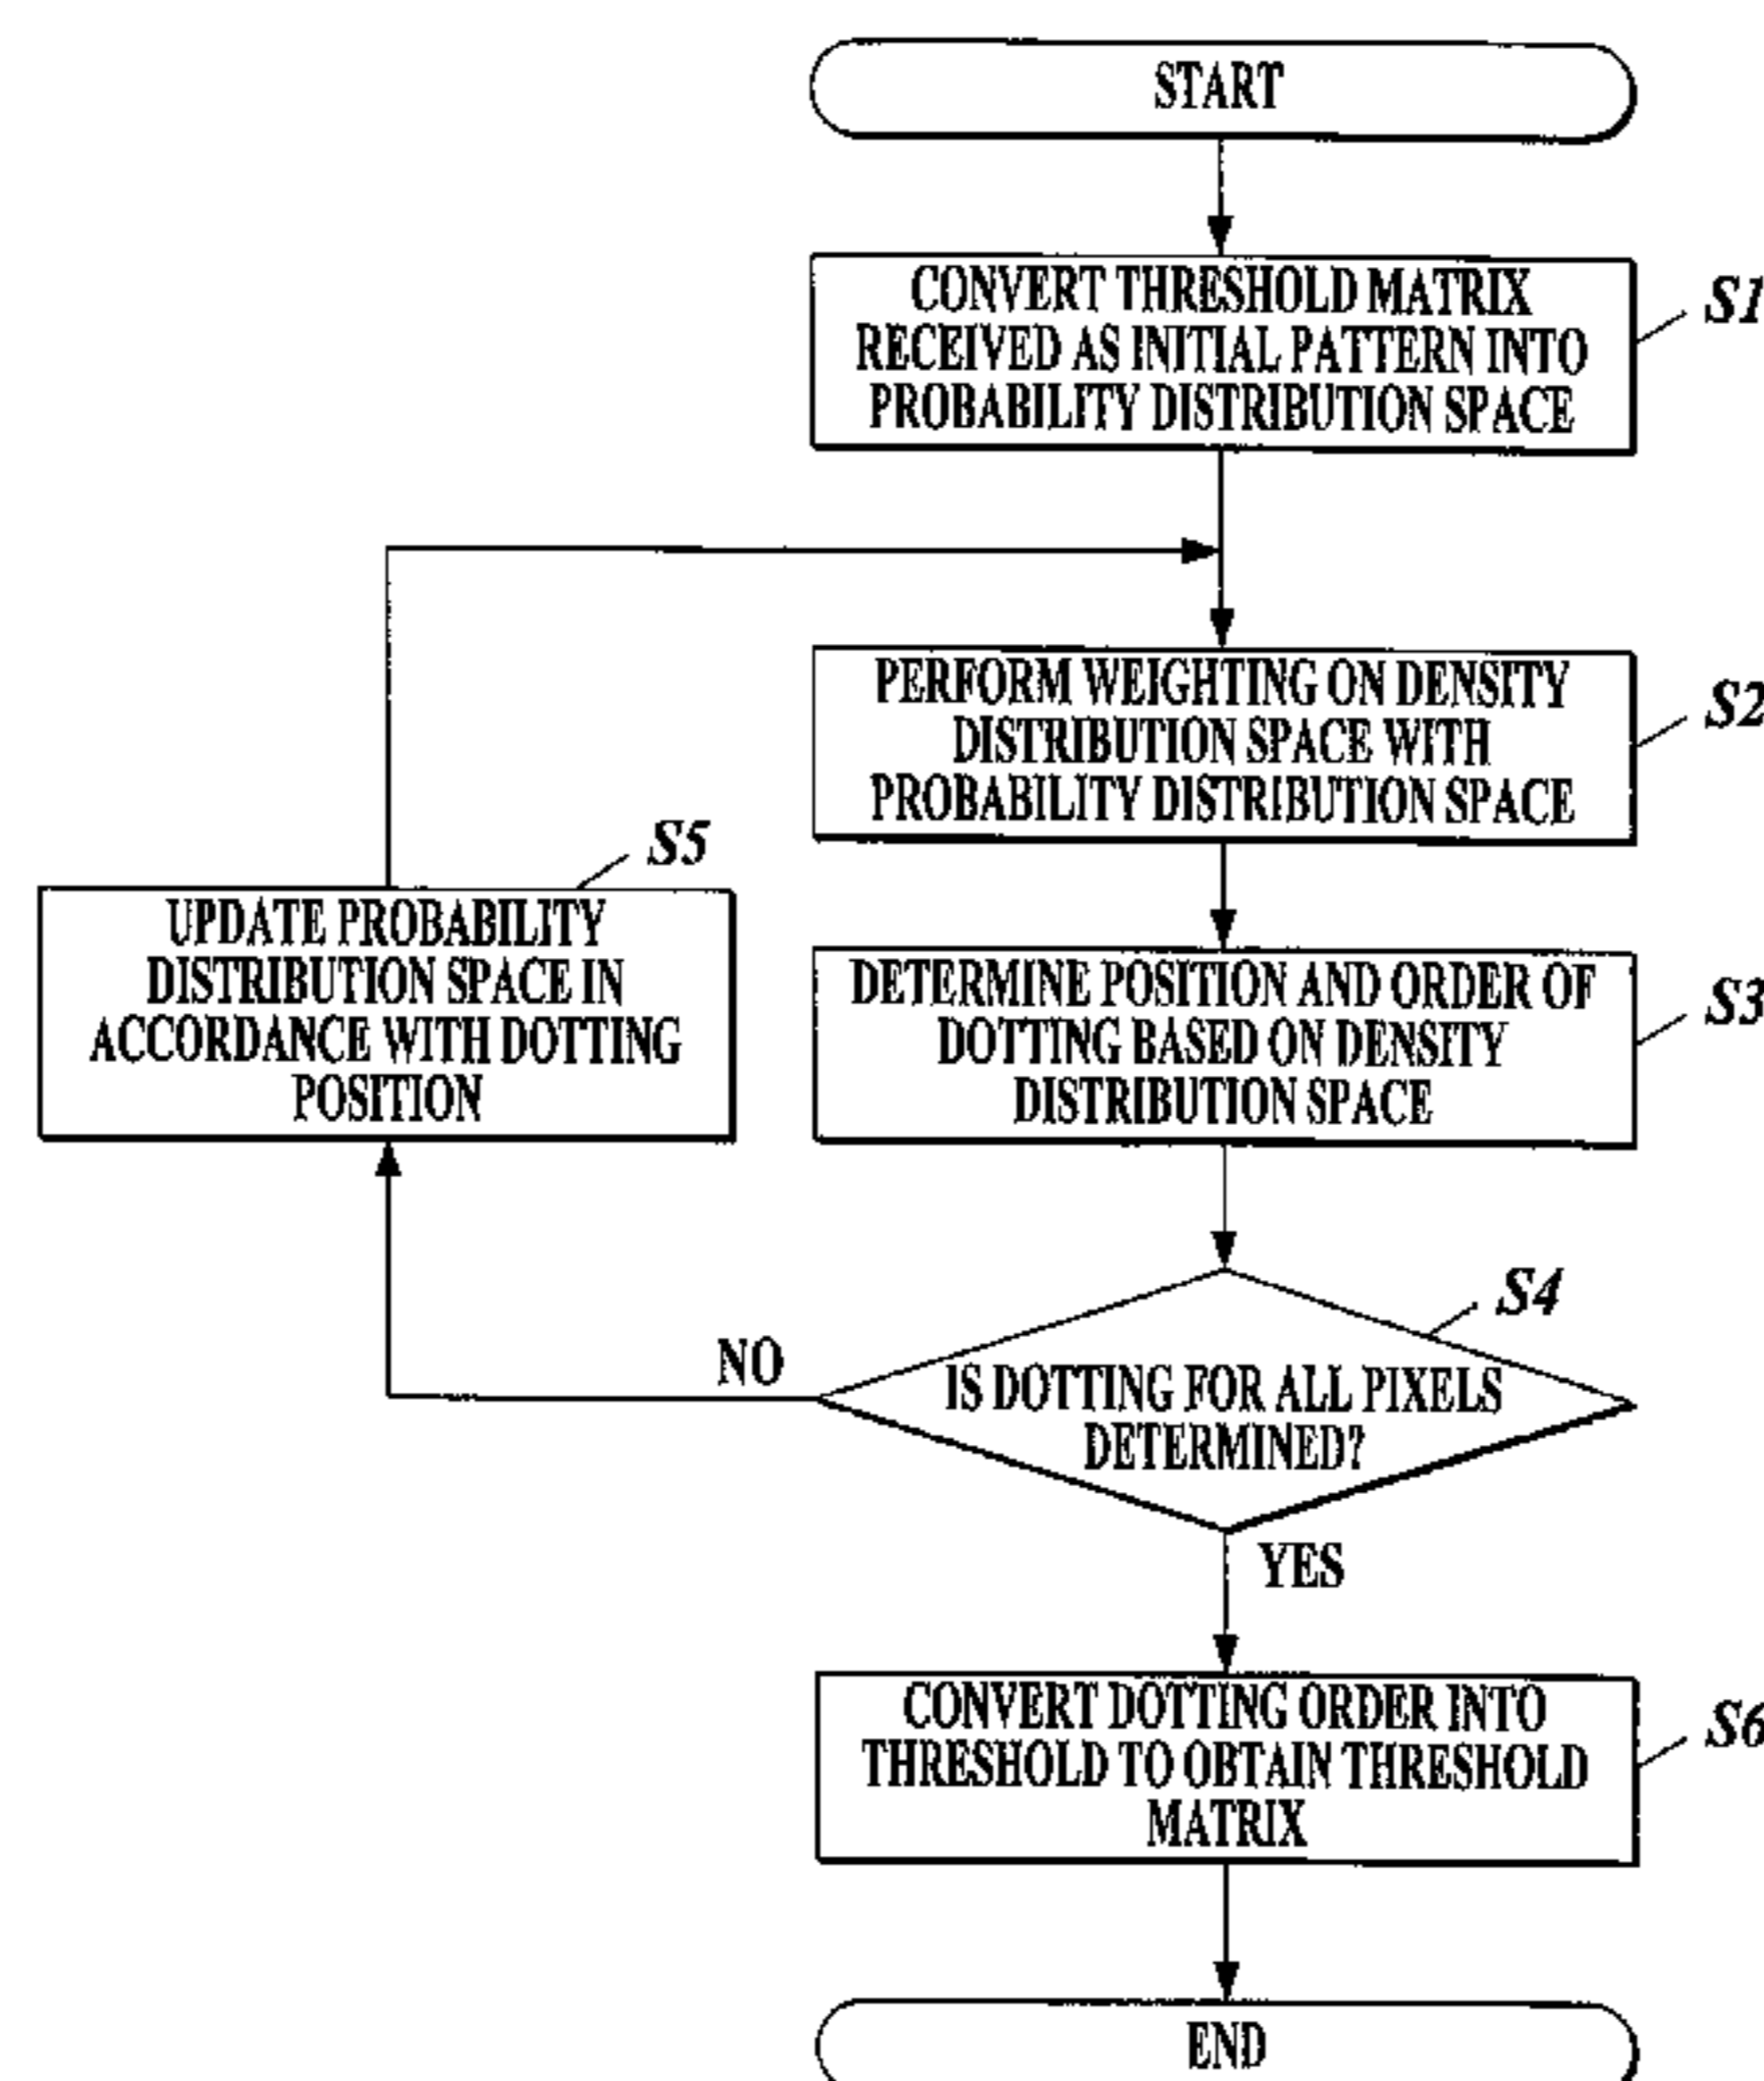 START
CONVERT THRESHOLD MATRIX
RECEIVED AS INITIAL PATTERN INTO
PROBABILITY DISTRIBUTION SPACE
S1
PERFORM WEIGHTING ON DENSITY
DISTRIBUTION SPACE WITH
PROBABILITY DISTRIBUTION SPACE
S2
S5
UPDATE PROBABILITY
DISTRIBUTION SPACE IN
ACCORDANCE WITH DOTTING
POSITION
DETERMINE POSITION AND ORDER OF
DOTTING BASED ON DENSITY
DISTRIBUTION SPACE
S3
S4
NO
IS DOTTING FOR ALL PIXELS
DETERMINED?
YES
CONVERT DOTTING ORDER INTO
THRESHOLD TO OBTAIN THRESHOLD
MATRIX
S6
END